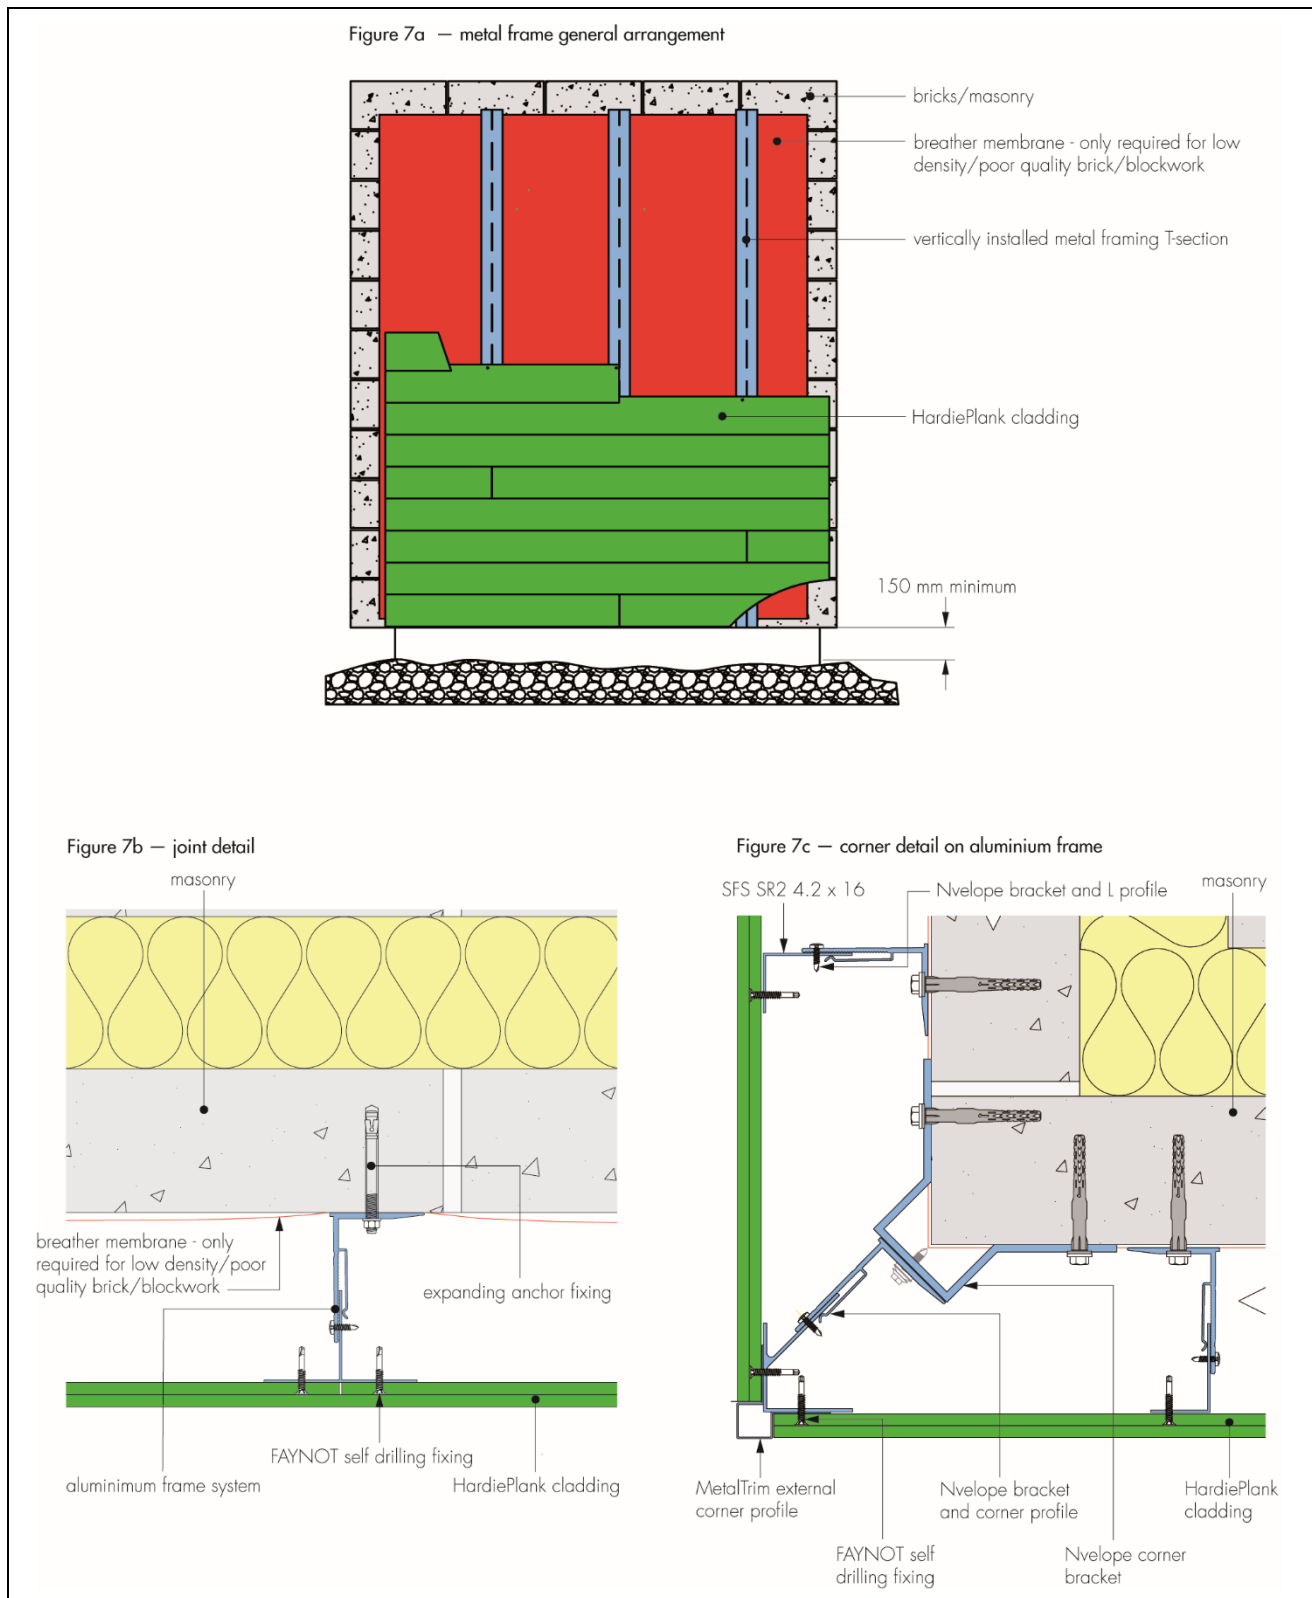 Figure 7a — metal frame general arrangement
bricks/masonry
breather membrane - only required for low
density/poor quality brick/blockwork
vertically installed metal framing T-section
HardiePlank cladding
150 mm minimum
Figure 7b — joint detail
masonry
breather membrane - only
required for low density/poor
quality brick/blockwork
expanding anchor fixing
FAYNOT self drilling fixing
aluminimum frame system
HardiePlank cladding
Figure 7c — corner detail on aluminium frame
SFS SR2 4.2 x 16
Nvelope bracket and L profile
masonry
MetalTrim external
corner profile
Nvelope bracket
and corner profile
HardiePlank
cladding
FAYNOT self
drilling fixing
Nvelope corner
bracket